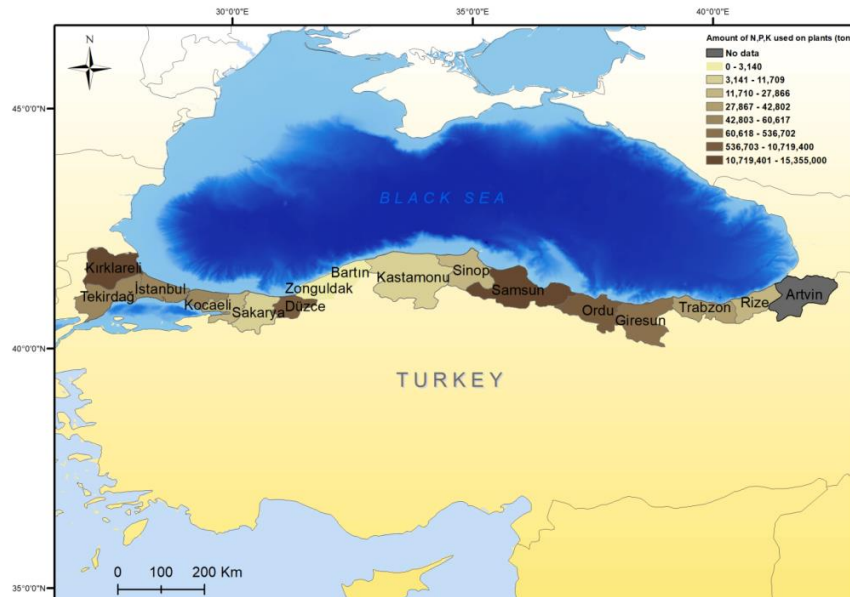 30°0'0"E
35°0'0"E
40°0'0"E
N
Amount of N,P,K used on plants (ton
No data
0 - 3,140
3,141 - 11,709
11,710 - 27,866
27,867 - 42,802
42,803 - 60,617
60,618 - 536,702
536,703 - 10,719,400
10,719,401 - 15,355,000
45°0'0"N
BLACK SEA
Kırklareli
Tekirdağ
İstanbul
Kocaeli
Sakarya
Düzce
Zonguldak
Bartın
Kastamonu
Sinop
Samsun
Ordu
Giresun
Trabzon
Rize
Artvin
40°0'0"N
TURKEY
0 100 200 Km
35°0'0"N